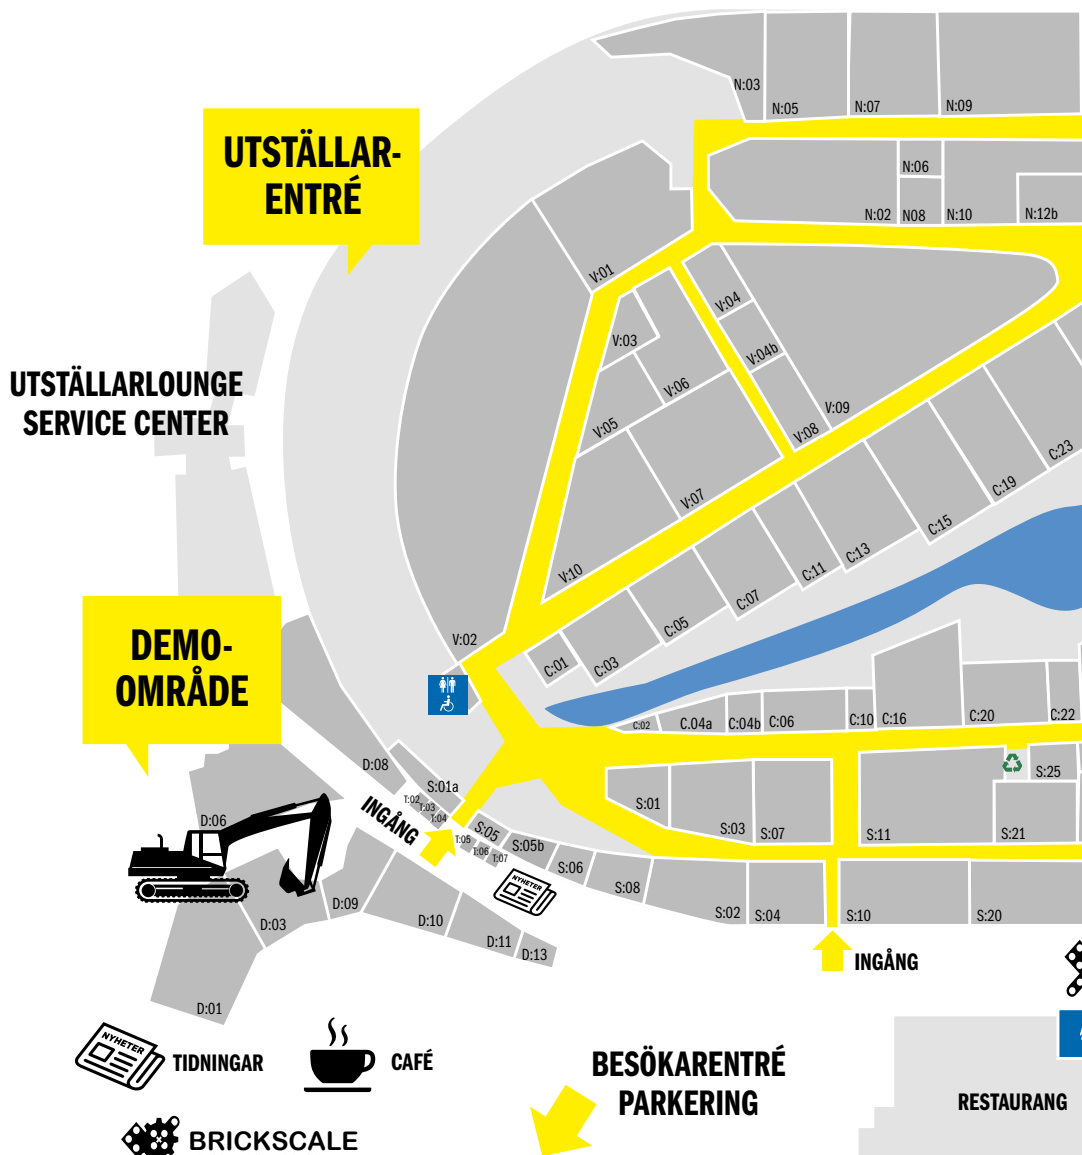 N:03
N:05
N:07
N:09
UTSTÄLLAR-
ENTRÉ
N:06
N:02
N08
N:10
N:12b
V:01
V:04
V:03
V:04b
V:06
V:05
V:09
V:08
UTSTÄLLARLOUNGE
SERVICE CENTER
C:23
C:19
V:07
C:15
C:13
V:10
C:11
C:07
C:05
V:02
C:01
C:03
DEMO-
OMRÅDE
C:02
C.04a
C:04b
C:06
C:10
C:16
C:20
C:22
D:08
S:01a
T:02
T:03
T:04
INGÅNG
S:01
S:03
S:07
S:11
S:21
S:25
D:06
S:05
S:05b
T:05
T:06
T:07
S:06
S:08
NYHETER
S:02
S:04
S:10
S:20
D:09
D:03
D:10
D:11
D:13
INGÅNG
D:01
NYHETER
TIDNINGAR
CAFÉ
BESÖKARENTRÉ
PARKERING
RESTAURANG
BRICKSCALE